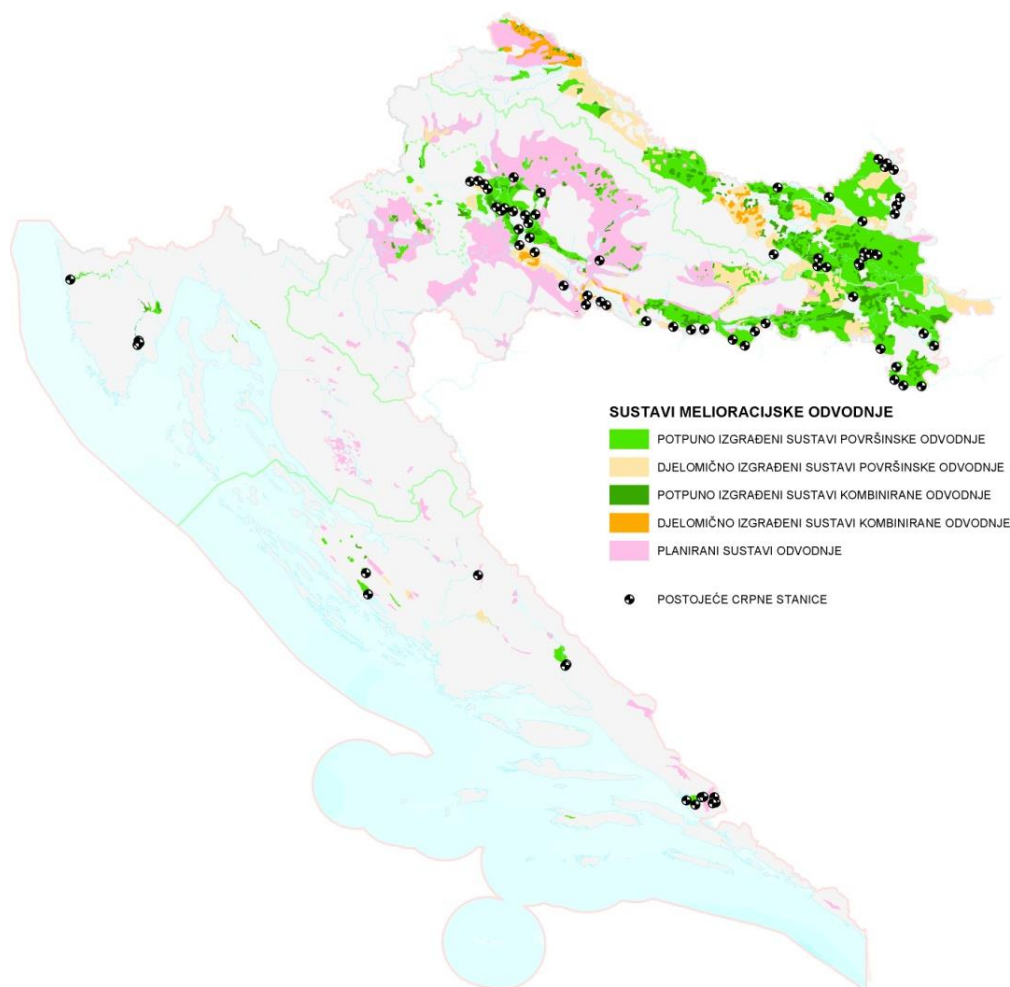 SUSTAVI MELIORACIJSKE ODVODNJE
POTPUNO IZGRAĐENI SUSTAVI POVRŠINSKE ODVODNJE
DJELOMIČNO IZGRAĐENI SUSTAVI POVRŠINSKE ODVODNJE
POTPUNO IZGRAĐENI SUSTAVI KOMBINIRANE ODVODNJE
DJELOMIČNO IZGRAĐENI SUSTAVI KOMBINIRANE ODVODNJE
PLANIRANI SUSTAVI ODVODNJE
POSTOJEĆE CRPNE STANICE